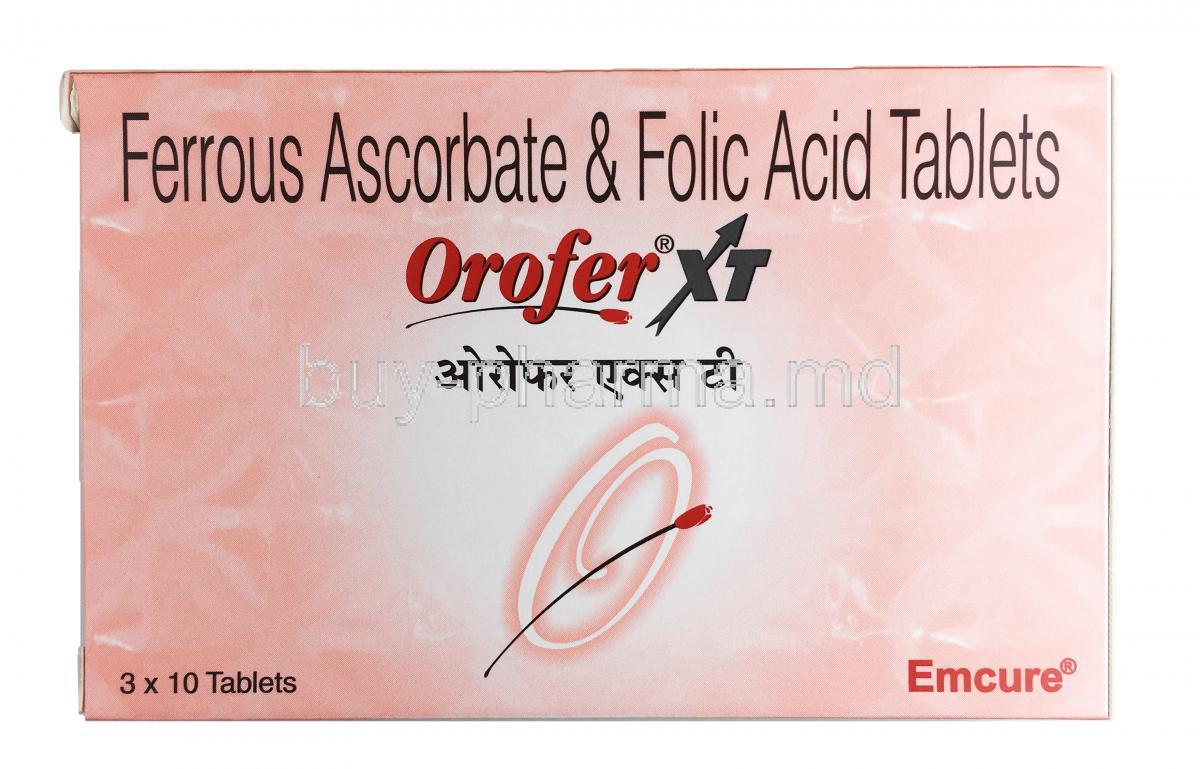 Ferrous Ascorbate & Folic Acid Tablets
Orofer® XT
ओरोफर एक्स टी
buy-pharma.md
3 x 10 Tablets
Emcure®